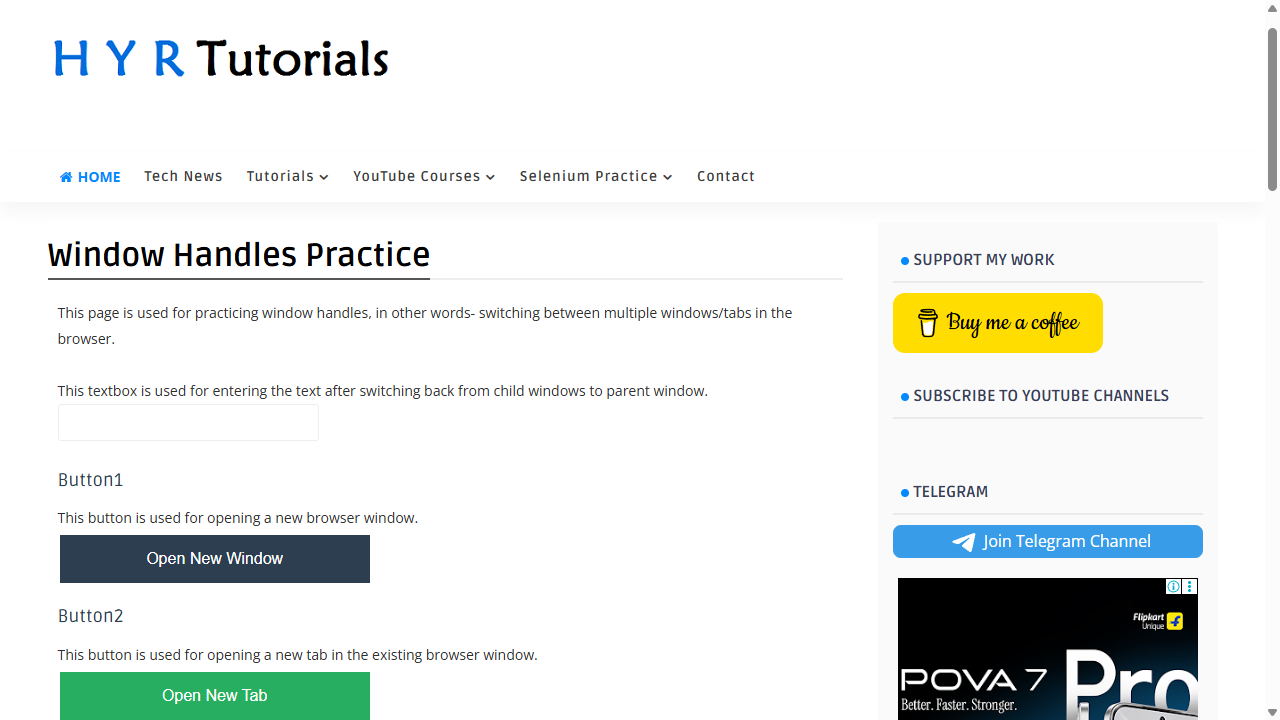 H Y R Tutorials
HOME Tech News Tutorials YouTube Courses Selenium Practice Contact
Window Handles Practice
This page is used for practicing window handles, in other words- switching between multiple windows/tabs in the
browser.
This textbox is used for entering the text after switching back from child windows to parent window.
Button1
This button is used for opening a new browser window.
Open New Window
Button2
This button is used for opening a new tab in the existing browser window.
Open New Tab
SUPPORT MY WORK
Buy me a coffee
SUBSCRIBE TO YOUTUBE CHANNELS
TELEGRAM
Join Telegram Channel
Flipkart
Unique
POVA 7 Pro
Better. Faster. Stronger.